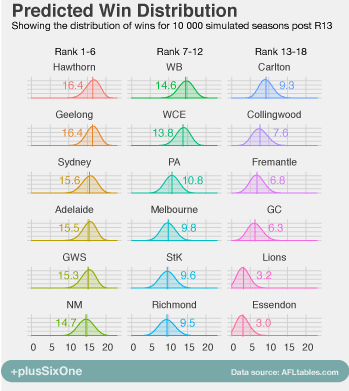 Predicted Win Distribution
Showing the distribution of wins for 10 000 simulated seasons post R13
Rank 1-6 Rank 7-12 Rank 13-18
Hawthorn WB Carlton
16.4 14.6 9.3
Geelong WCE Collingwood
16.4 13.8 7.6
Sydney PA Fremantle
15.6 10.8 6.8
Adelaide Melbourne GC
15.5 9.8 6.3
GWS StK Lions
15.3 9.6 3.2
NM Richmond Essendon
14.7 9.5 3.0
0 5 10 15 20 0 5 10 15 20 0 5 10 15 20
+plusSixOne Data source: AFLtables.com